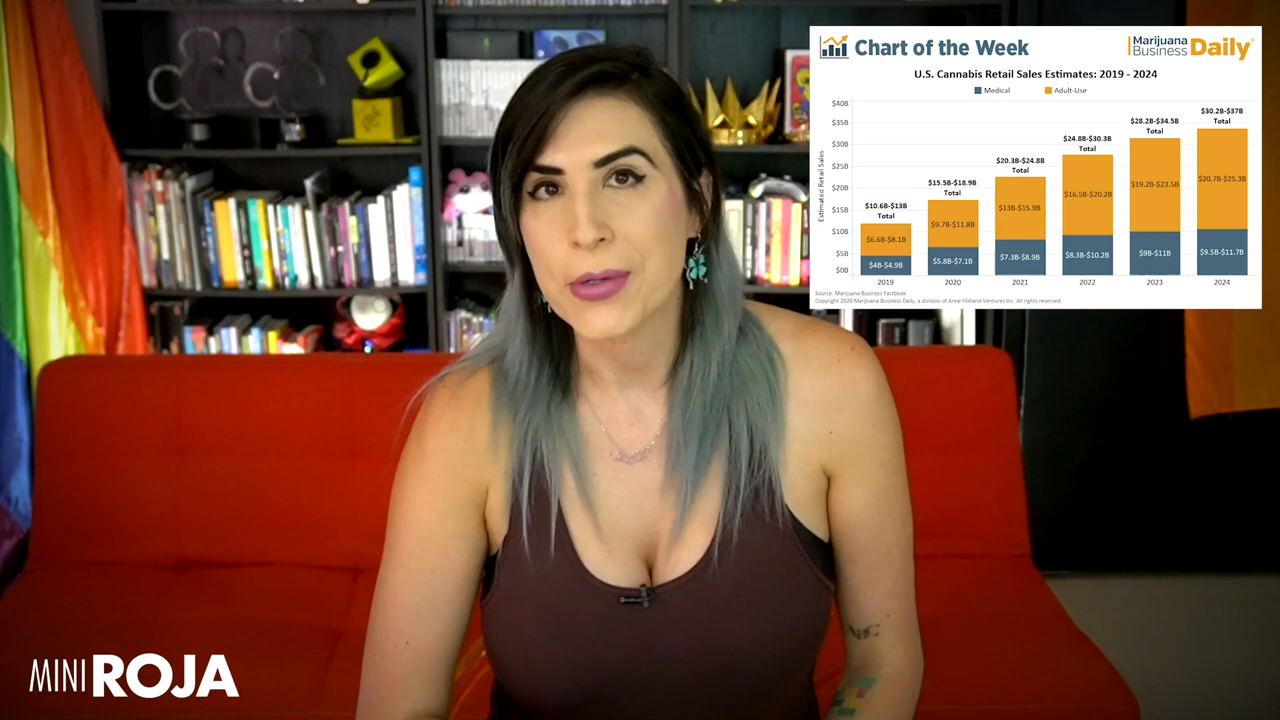 Chart of the Week
Marijuana
Business Daily
U.S. Cannabis Retail Sales Estimates: 2019 - 2024
Medical Adult-Use
Estimated Retail Sales
$40B
$35B
$30B
$25B
$20B
$15B
$10B
$5B
$0B
$10.6B-$13B
Total
$6.6B-$8.1B
$4B-$4.9B
$15.5B-$18.9B
Total
$9.7B-$11.8B
$5.8B-$7.1B
$20.3B-$24.8B
Total
$13B-$15.9B
$7.3B-$8.9B
$24.8B-$30.3B
Total
$16.5B-$20.2B
$8.3B-$10.2B
$28.2B-$34.5B
Total
$19.2B-$23.5B
$9B-$11B
$30.2B-$37B
Total
$20.7B-$25.3B
$9.5B-$11.7B
2019 2020 2021 2022 2023 2024
Source: Marijuana Business Factbook
Copyright 2020 Marijuana Business Daily, a division of Anne Holland Ventures Inc. All rights reserved.
MINI ROJA